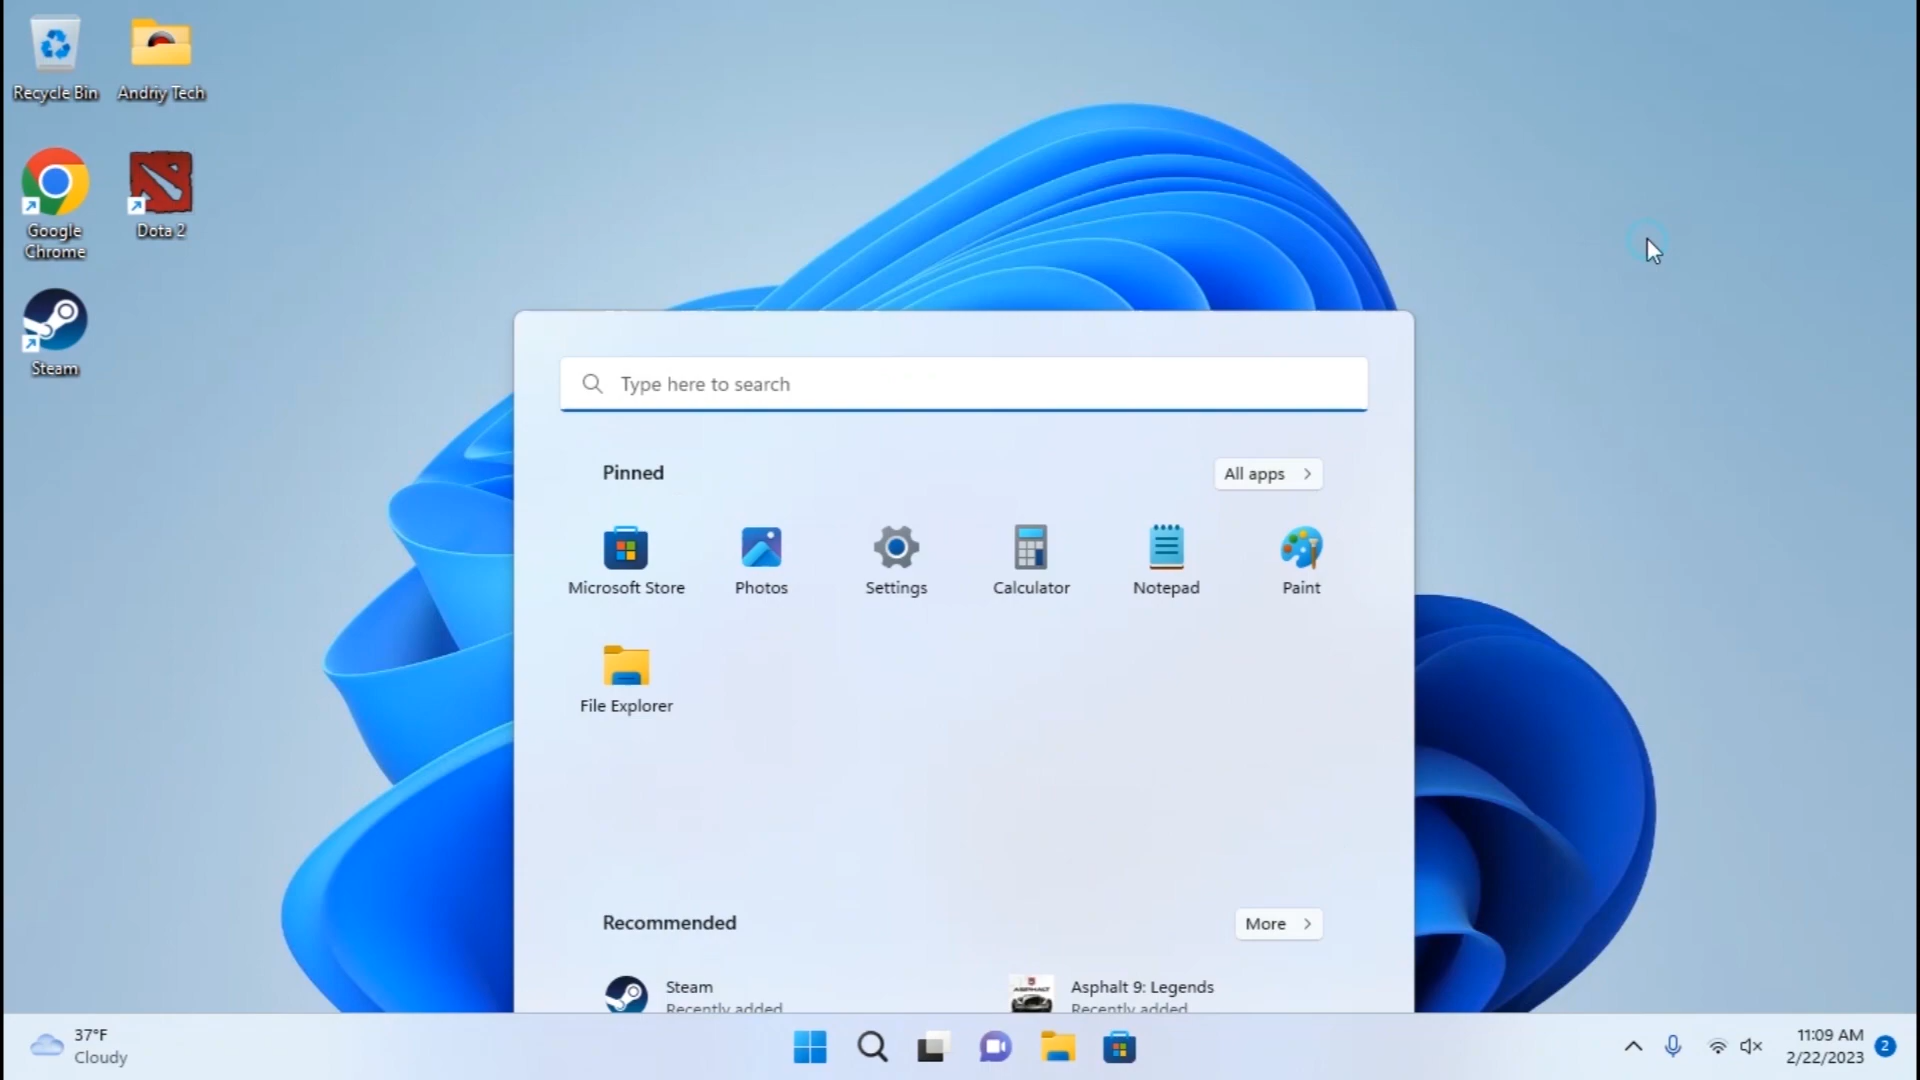 Recycle Bin
Andriy Tech
Google
Chrome
Dota 2
Steam
Type here to search
Pinned
All apps
Microsoft Store
Photos
Settings
Calculator
Notepad
Paint
File Explorer
Recommended
More
Steam
Recently added
ASPHALT
Asphalt 9: Legends
Recently added
37°F
Cloudy
11:09 AM
2/22/2023
2